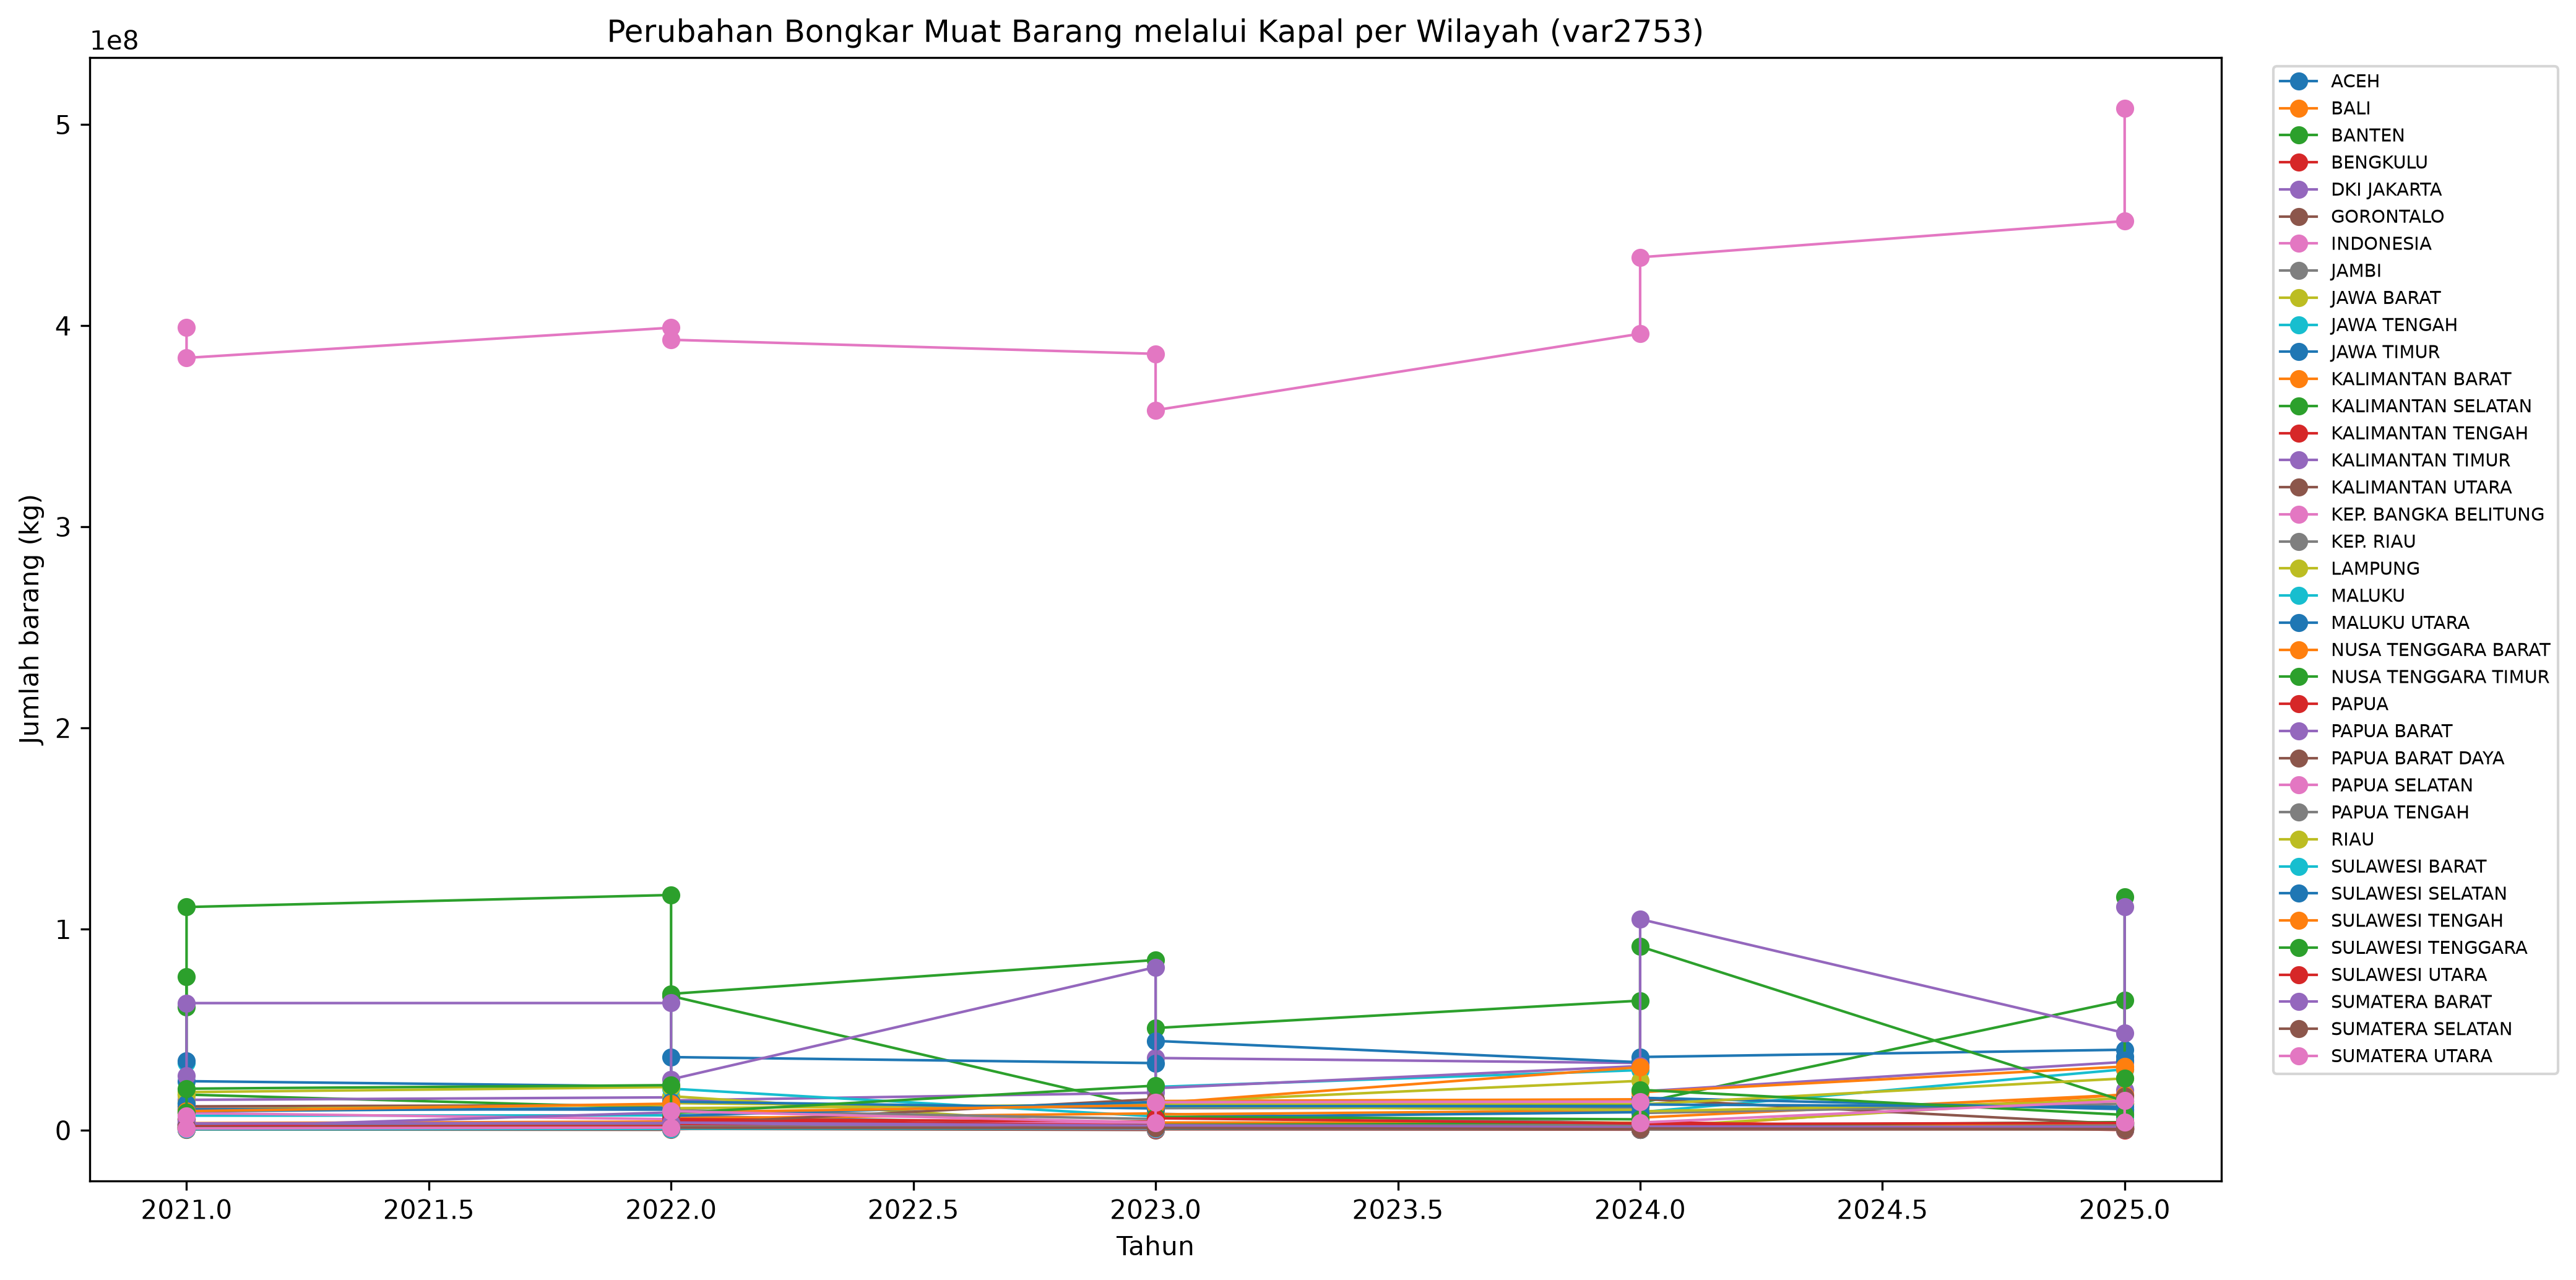 Perubahan Bongkar Muat Barang melalui Kapal per Wilayah (var2753)
1e8
5
4
3
2
1
0
Jumlah barang (kg)
2021.0 2021.5 2022.0 2022.5 2023.0 2023.5 2024.0 2024.5 2025.0
Tahun
ACEH
BALI
BANTEN
BENGKULU
DKI JAKARTA
GORONTALO
INDONESIA
JAMBI
JAWA BARAT
JAWA TENGAH
JAWA TIMUR
KALIMANTAN BARAT
KALIMANTAN SELATAN
KALIMANTAN TENGAH
KALIMANTAN TIMUR
KALIMANTAN UTARA
KEP. BANGKA BELITUNG
KEP. RIAU
LAMPUNG
MALUKU
MALUKU UTARA
NUSA TENGGARA BARAT
NUSA TENGGARA TIMUR
PAPUA
PAPUA BARAT
PAPUA BARAT DAYA
PAPUA SELATAN
PAPUA TENGAH
RIAU
SULAWESI BARAT
SULAWESI SELATAN
SULAWESI TENGAH
SULAWESI TENGGARA
SULAWESI UTARA
SUMATERA BARAT
SUMATERA SELATAN
SUMATERA UTARA